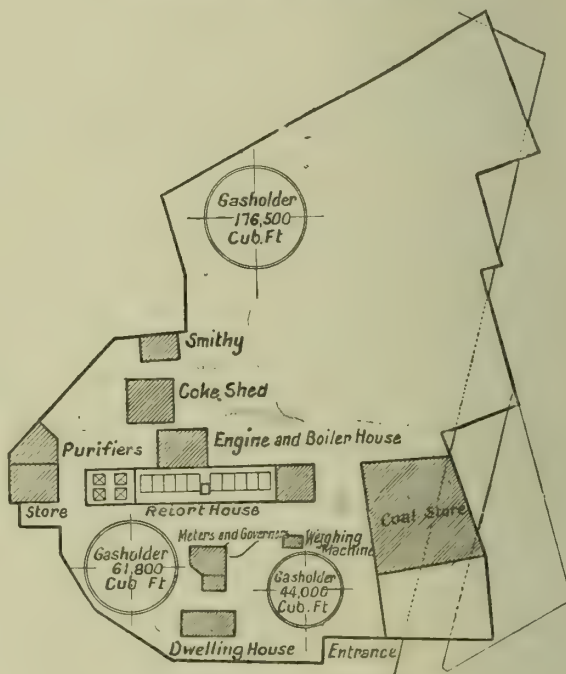 Gasholder
176,500
Cub. Ft
Smithy
Coke Shed
Purifiers
Engine and Boiler House
Store
Retort House
Coal Store
Meters and Governor
Weighing
Machine
Gasholder
61,800
Cub Ft
Gasholder
44,000
Cub. Ft
Dwelling House
Entrance